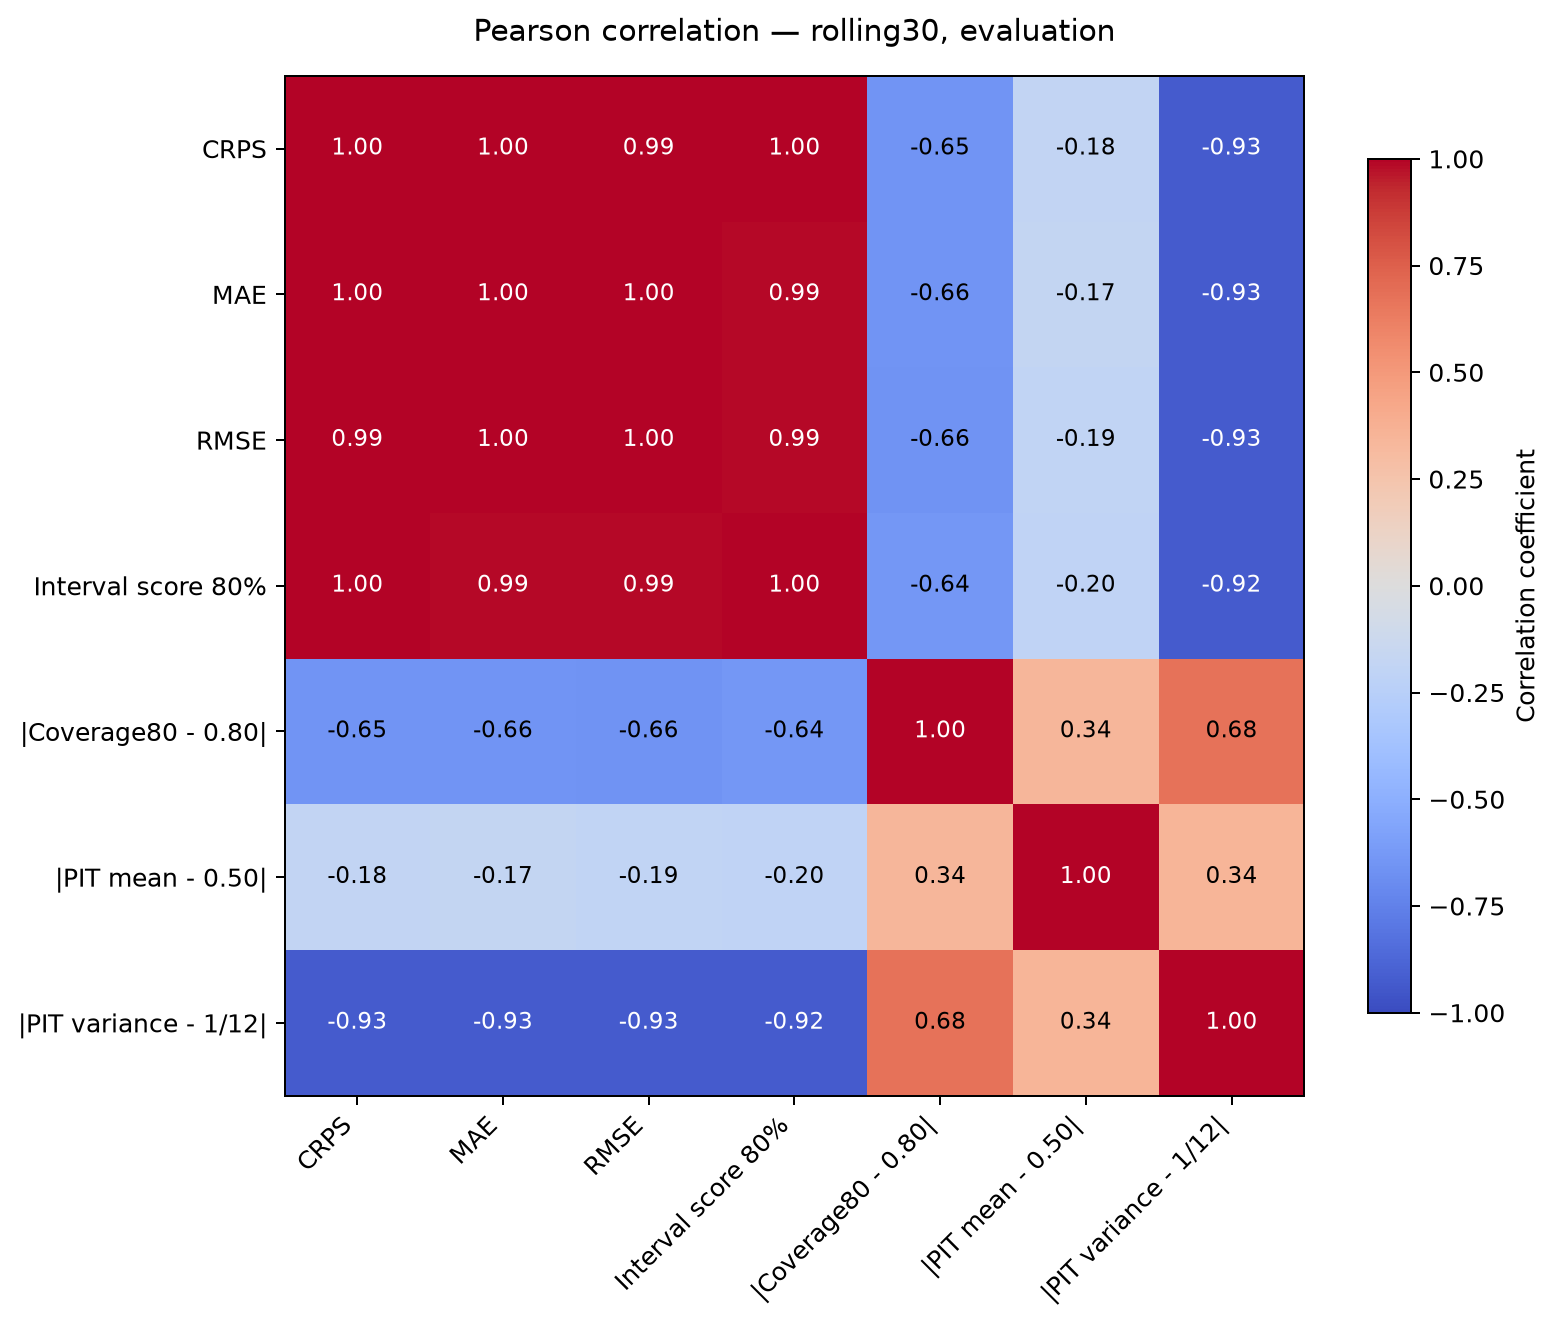 Pearson correlation — rolling30, evaluation
CRPS 1.00 1.00 0.99 1.00 -0.65 -0.18 -0.93
MAE 1.00 1.00 1.00 0.99 -0.66 -0.17 -0.93
RMSE 0.99 1.00 1.00 0.99 -0.66 -0.19 -0.93
Interval score 80% 1.00 0.99 0.99 1.00 -0.64 -0.20 -0.92
|Coverage80 - 0.80| -0.65 -0.66 -0.66 -0.64 1.00 0.34 0.68
|PIT mean - 0.50| -0.18 -0.17 -0.19 -0.20 0.34 1.00 0.34
|PIT variance - 1/12| -0.93 -0.93 -0.93 -0.92 0.68 0.34 1.00
CRPS
MAE
RMSE
Interval score 80%
|Coverage80 - 0.80|
|PIT mean - 0.50|
|PIT variance - 1/12|
1.00
0.75
0.50
0.25
0.00
−0.25
−0.50
−0.75
−1.00
Correlation coefficient